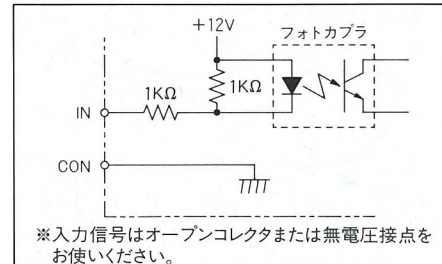 +12V
フォトカプラ
1KΩ
1KΩ
IN
CON
※入力信号はオープンコレクタまたは無電圧接点を
お使いください。